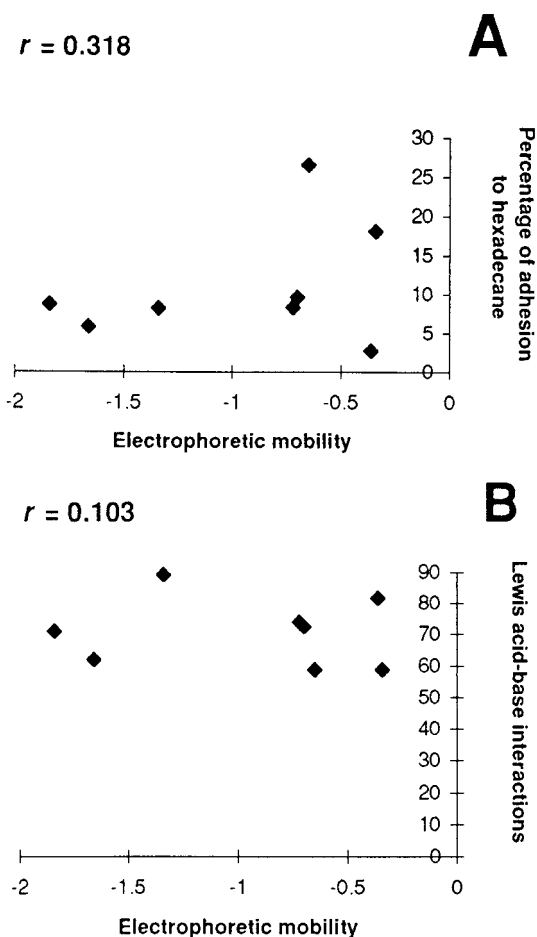 A
r = 0.318
30
25
20
15
10
5
0
Percentage of adhesion
to hexadecane
-2 -1.5 -1 -0.5 0
Electrophoretic mobility
B
r = 0.103
90
80
70
60
50
40
30
20
10
0
Lewis acid-base interactions
-2 -1.5 -1 -0.5 0
Electrophoretic mobility